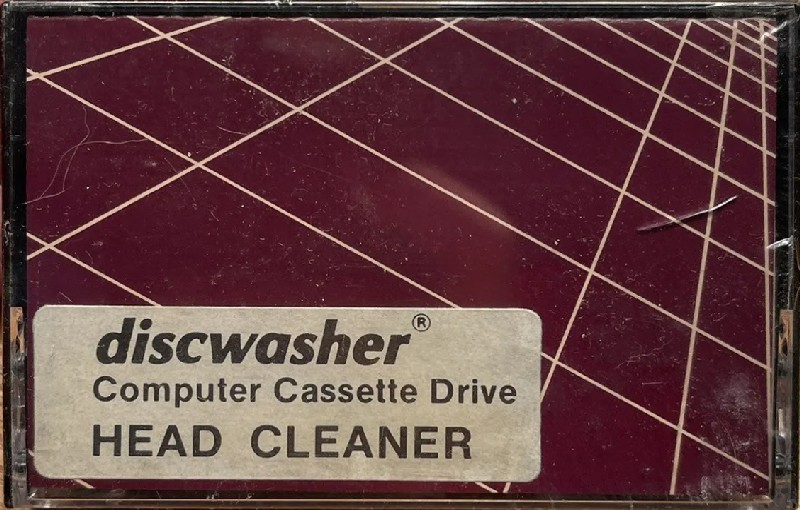 discwasher®
Computer Cassette Drive
HEAD CLEANER